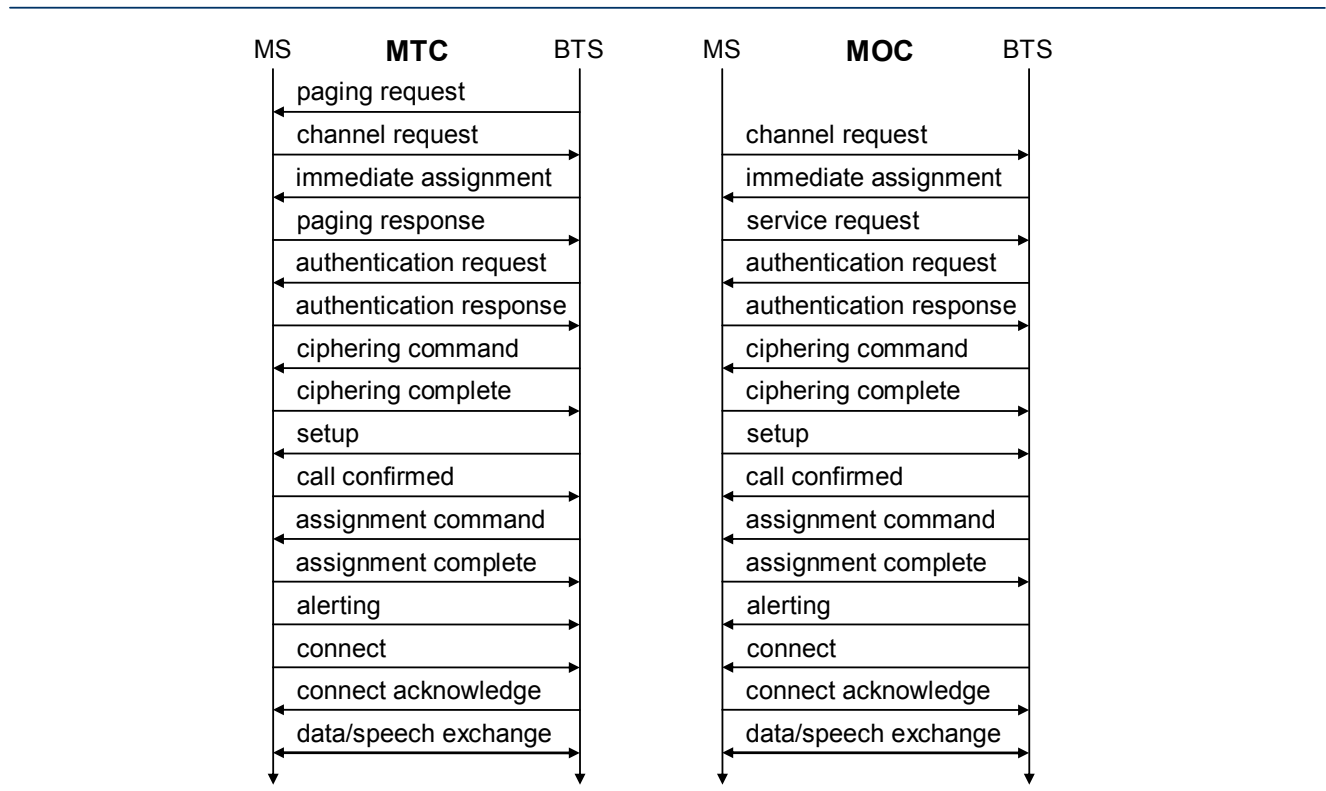 MS MTC BTS
paging request
channel request
immediate assignment
paging response
authentication request
authentication response
ciphering command
ciphering complete
setup
call confirmed
assignment command
assignment complete
alerting
connect
connect acknowledge
data/speech exchange
MS MOC BTS
channel request
immediate assignment
service request
authentication request
authentication response
ciphering command
ciphering complete
setup
call confirmed
assignment command
assignment complete
alerting
connect
connect acknowledge
data/speech exchange